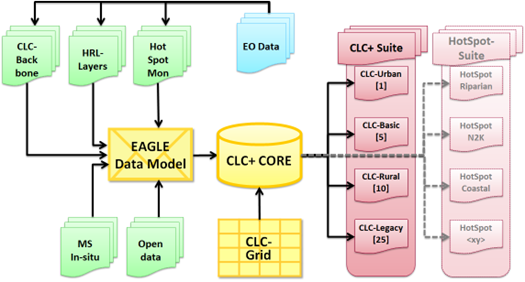 CLC-
Back
bone
HRL-
Layers
Hot
Spot
Mon
EO Data
CLC+ Suite
HotSpot-
Suite
CLC-Urban
[1]
HotSpot
Riparian
CLC-Basic
[5]
HotSpot
N2K
EAGLE
Data Model
CLC+ CORE
CLC-Rural
[10]
HotSpot
Coastal
MS
In-situ
Open
data
CLC-
Grid
CLC-Legacy
[25]
HotSpot
<xy>